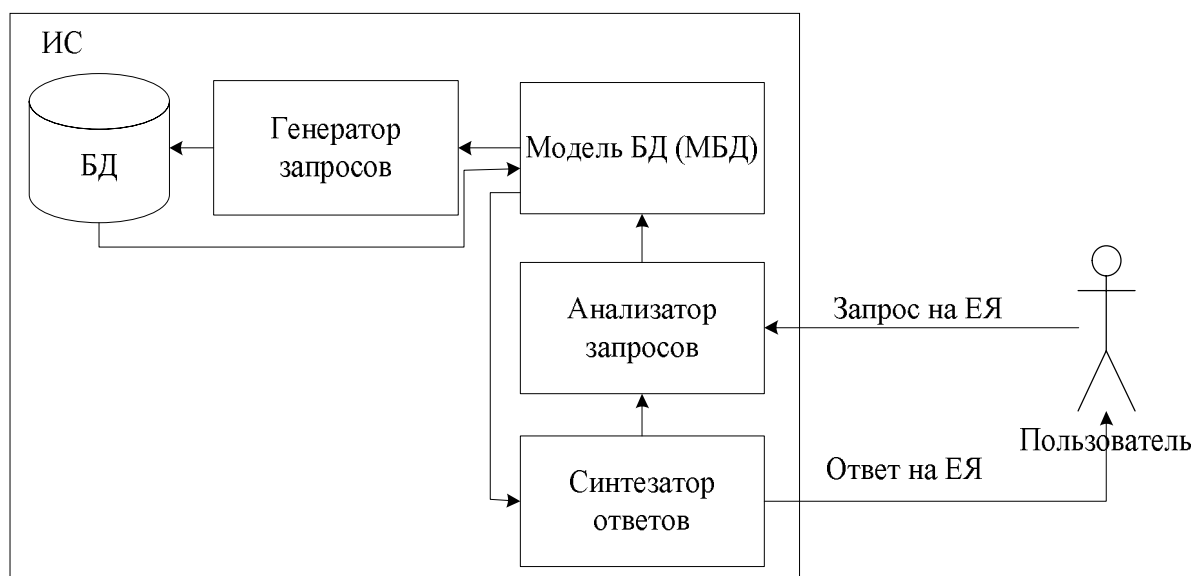 ИС
БД
Генератор
запросов
Модель БД (МБД)
Анализатор
запросов
Запрос на ЕЯ
Пользователь
Синтезатор
ответов
Ответ на ЕЯ